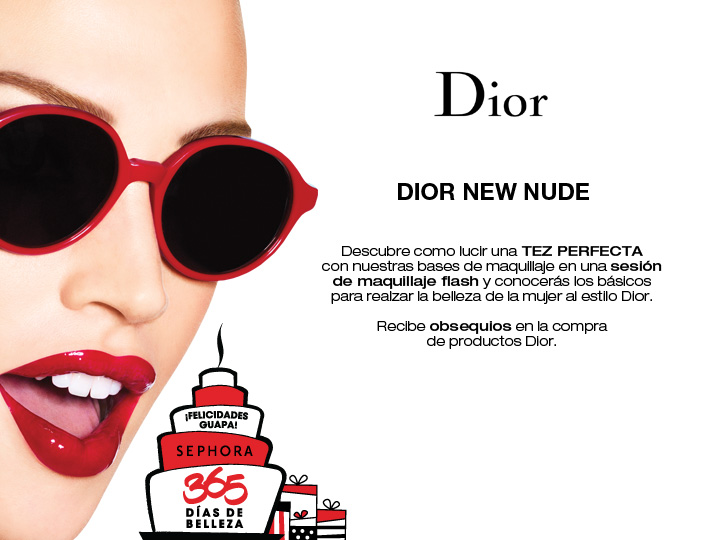 Dior
DIOR NEW NUDE
Descubre como lucir una TEZ PERFECTA
con nuestras bases de maquillaje en una sesión
de maquillaje flash y conocerás los básicos
para realzar la belleza de la mujer al estilo Dior.
Recibe obsequios en la compra
de productos Dior.
¡FELICIDADES
GUAPA!
SEPHORA
365
DÍAS DE
BELLEZA